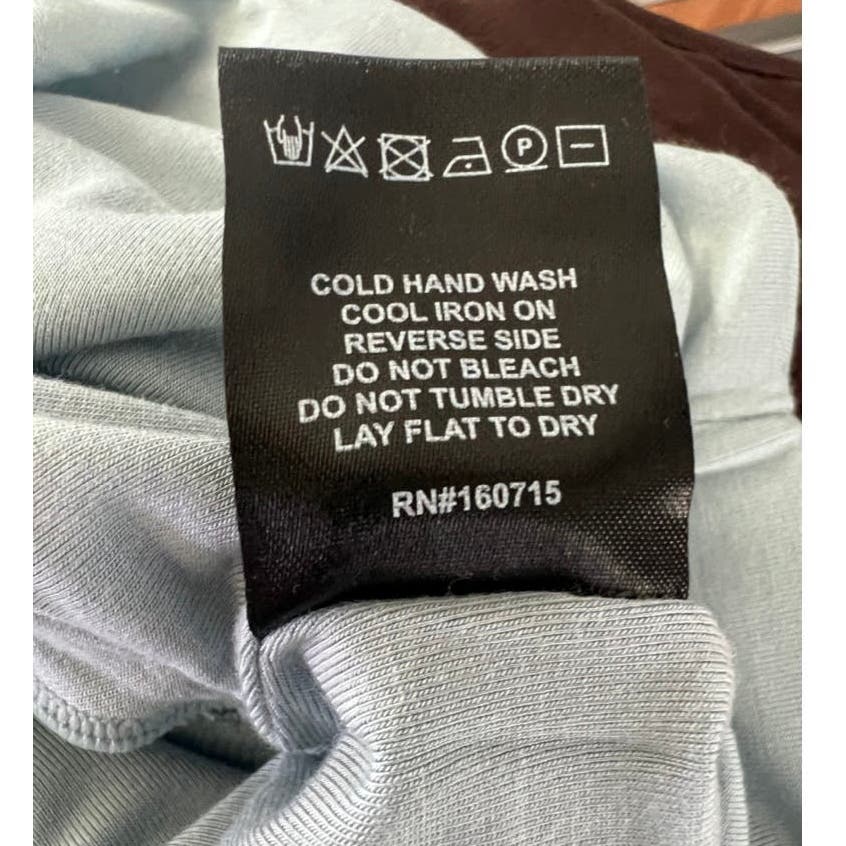 P
COLD HAND WASH
COOL IRON ON
REVERSE SIDE
DO NOT BLEACH
DO NOT TUMBLE DRY
LAY FLAT TO DRY
RN#160715